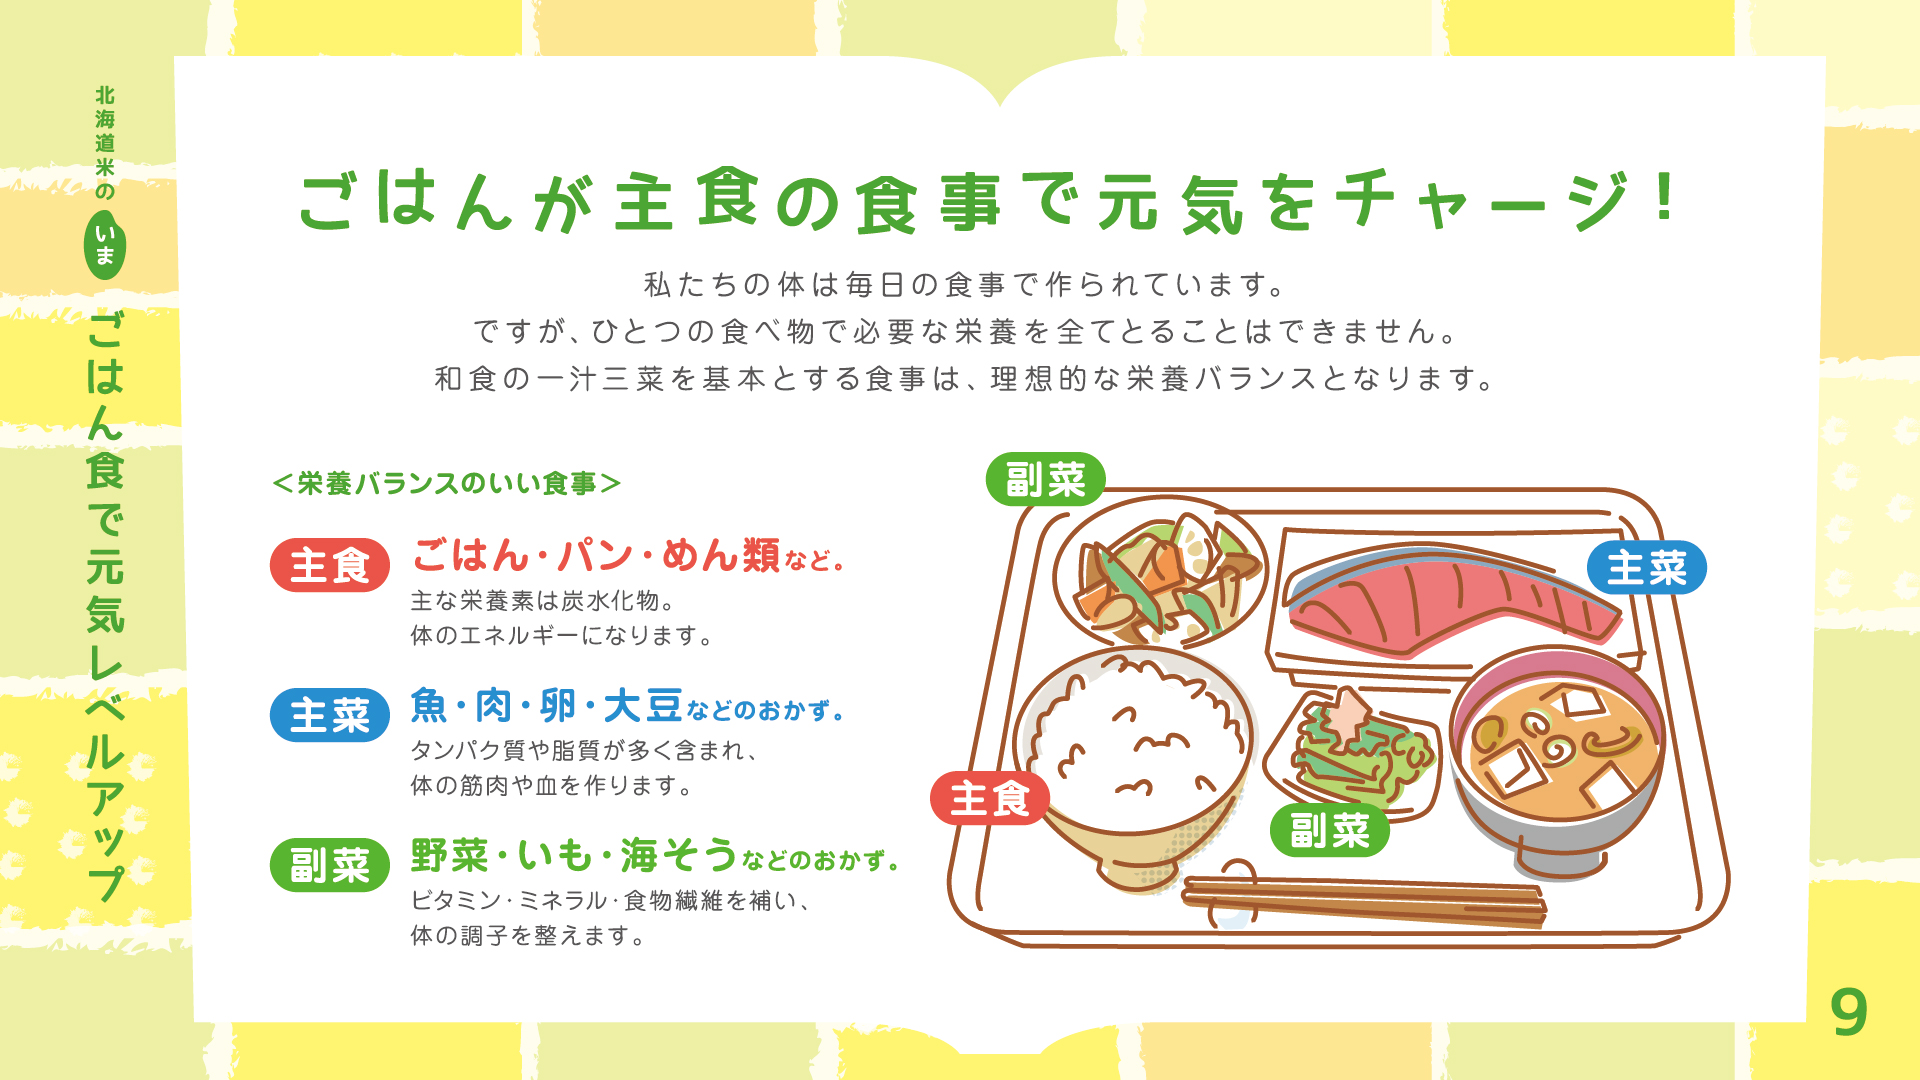 北海道米の
いま
ごはん食で元気レベルアップ
ごはんが主食の食事で元気をチャージ！
私たちの体は毎日の食事で作られています。
ですが、ひとつの食べ物で必要な栄養を全てとることはできません。
和食の一汁三菜を基本とする食事は、理想的な栄養バランスとなります。
＜栄養バランスのいい食事＞
主食 ごはん・パン・めん類など。
主な栄養素は炭水化物。
体のエネルギーになります。
主菜 魚・肉・卵・大豆などのおかず。
タンパク質や脂質が多く含まれ、
体の筋肉や血を作ります。
副菜 野菜・いも・海そうなどのおかず。
ビタミン・ミネラル・食物繊維を補い、
体の調子を整えます。
副菜
主菜
主食
副菜
9